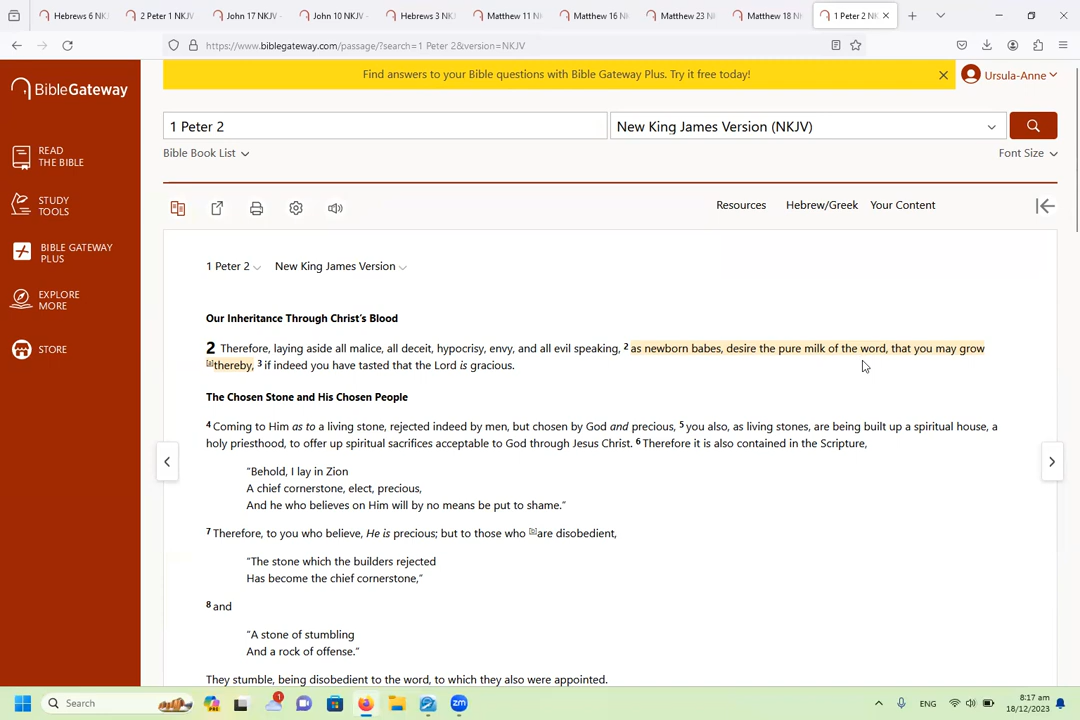 Hebrews 6 NKJ
2 Peter 1 NKJV
John 17 NKJV -
John 10 NKJV -
Hebrews 3 NKJ
Matthew 11 N
Matthew 16 N
Matthew 23 N
Matthew 18 N
1 Peter 2 NK
https://www.biblegateway.com/passage/?search=1 Peter 2&version=NKJV
Find answers to your Bible questions with Bible Gateway Plus. Try it free today!
Ursula-Anne
BibleGateway
1 Peter 2
New King James Version (NKJV)
Bible Book List
Font Size
READ
THE BIBLE
STUDY
TOOLS
BIBLE GATEWAY
PLUS
EXPLORE
MORE
STORE
Resources
Hebrew/Greek
Your Content
1 Peter 2
New King James Version
Our Inheritance Through Christ's Blood
2 Therefore, laying aside all malice, all deceit, hypocrisy, envy, and all evil speaking, 2 as newborn babes, desire the pure milk of the word, that you may grow
[a]thereby, 3 if indeed you have tasted that the Lord is gracious.
The Chosen Stone and His Chosen People
4 Coming to Him as to a living stone, rejected indeed by men, but chosen by God and precious, 5 you also, as living stones, are being built up a spiritual house, a
holy priesthood, to offer up spiritual sacrifices acceptable to God through Jesus Christ. 6 Therefore it is also contained in the Scripture,
"Behold, I lay in Zion
A chief cornerstone, elect, precious,
And he who believes on Him will by no means be put to shame."
7 Therefore, to you who believe, He is precious; but to those who [b]are disobedient,
"The stone which the builders rejected
Has become the chief cornerstone,"
8 and
"A stone of stumbling
And a rock of offense."
They stumble, being disobedient to the word, to which they also were appointed.
Search
1
ENG
8:17 am
18/12/2023